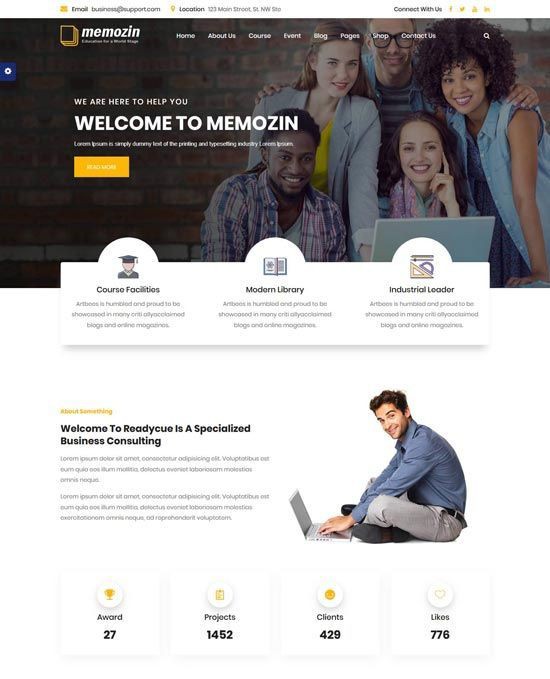 Email business@support.com Location 123 Main Street, St. NW Sto Connect With Us
memozin
Education for a World Stage
Home About Us Course Event Blog Pages Shop Contact Us
WE ARE HERE TO HELP YOU
WELCOME TO MEMOZIN
Lorem Ipsum is simply dummy text of the printing and typesetting industry Lorem Ipsum.
READ MORE
Course Facilities
Artbees is humbled and proud to be
showcased in many criti allyacclaimed
blogs and online magazines.
Modern Library
Artbees is humbled and proud to be
showcased in many criti allyacclaimed
blogs and online magazines.
Industrial Leader
Artbees is humbled and proud to be
showcased in many criti allyacclaimed
blogs and online magazines.
About Something
Welcome To Readycue Is A Specialized
Business Consulting
Lorem ipsum dolor sit amet, consectetur adipisicing elit. Voluptatibus est
eum quia eos illum mollitia, delectus eveniet laboriosam molestias
omnis neque.
Lorem ipsum dolor sit amet, consectetur adipisicing elit. Voluptatibus est
eum quia eos illum mollitia, delectus eveniet laboriosam molestias
exercitationem omnis neque, ad reprehenderit voluptatem.
Award
27
Projects
1452
Clients
429
Likes
776